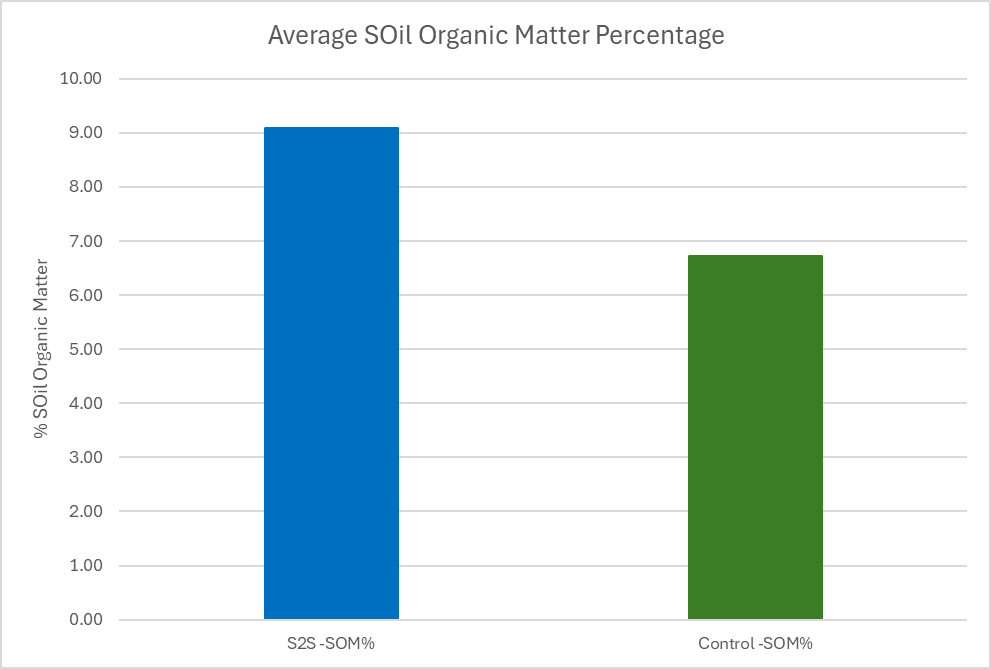 Average SOil Organic Matter Percentage
% SOil Organic Matter
10.00
9.00
8.00
7.00
6.00
5.00
4.00
3.00
2.00
1.00
0.00
S2S -SOM%
Control -SOM%